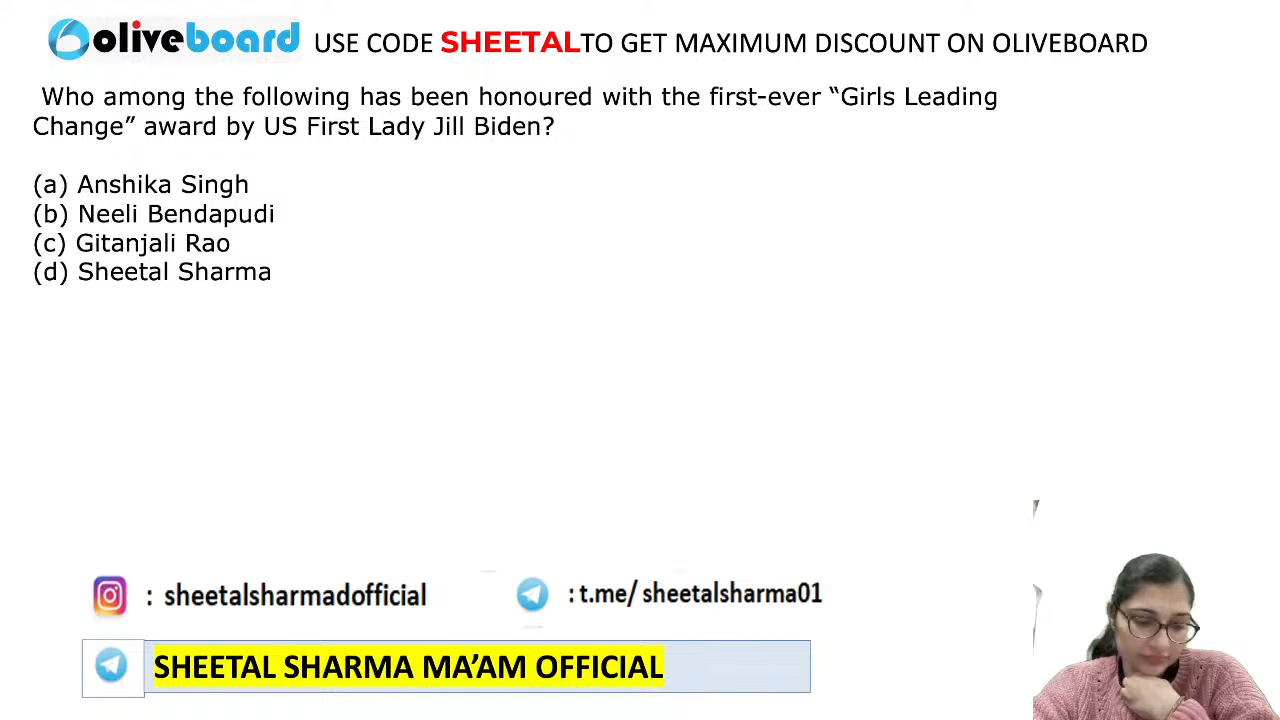 oliveboard USE CODE SHEETAL TO GET MAXIMUM DISCOUNT ON OLIVEBOARD
Who among the following has been honoured with the first-ever “Girls Leading
Change” award by US First Lady Jill Biden?
(a) Anshika Singh
(b) Neeli Bendapudi
(c) Gitanjali Rao
(d) Sheetal Sharma
: sheetalsharmadofficial : t.me/ sheetalsharma01
SHEETAL SHARMA MA’AM OFFICIAL